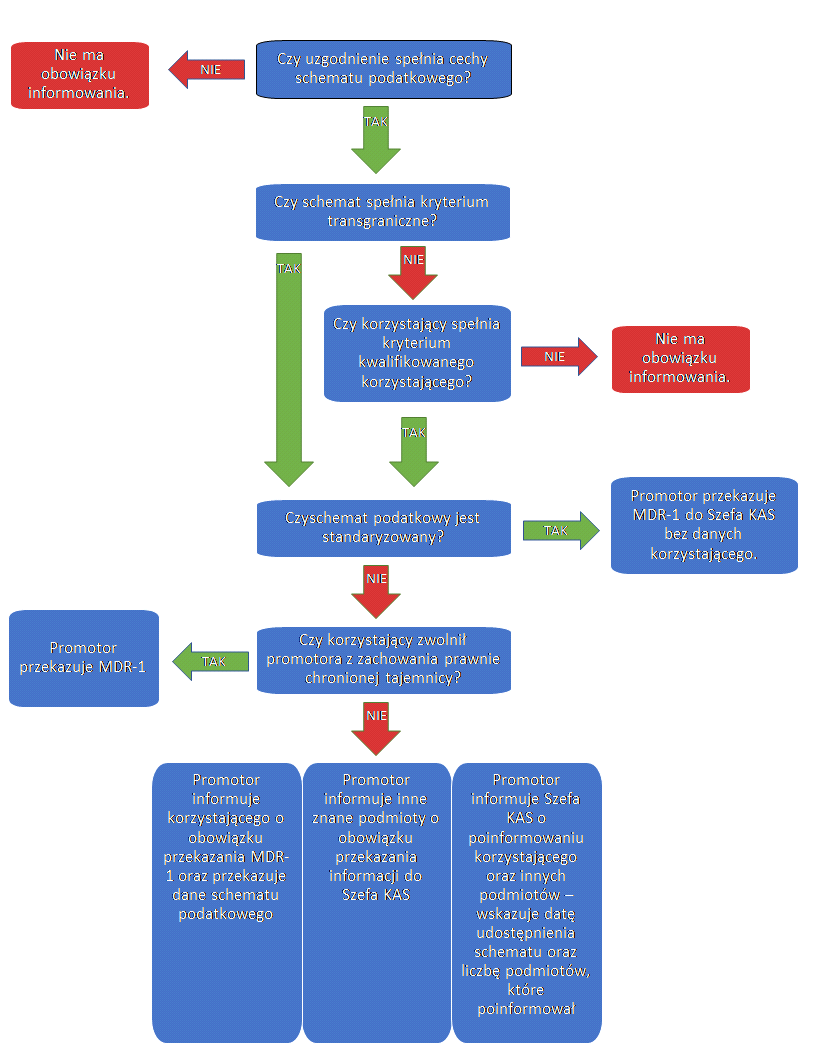 Czy uzgodnienie spełnia cechy
schematu podatkowego?
NIE
Nie ma
obowiązku
informowania.
TAK
Czy schemat spełnia kryterium
transgraniczne?
TAK
NIE
Czy korzystający spełnia
kryterium
kwalifikowanego
korzystającego?
NIE
Nie ma
obowiązku
informowania.
TAK
Czyschemat podatkowy jest
standaryzowany?
TAK
Promotor przekazuje
MDR-1 do Szefa KAS
bez danych
korzystającego.
NIE
Czy korzystający zwolnił
promotora z zachowania prawnie
chronionej tajemnicy?
TAK
Promotor
przekazuje MDR-1
NIE
Promotor
informuje
korzystającego o
obowiązku
przekazania MDR-
1 oraz przekazuje
dane schematu
podatkowego
Promotor
informuje inne
znane podmioty o
obowiązku
przekazania
informacji do
Szefa KAS
Promotor
informuje Szefa
KAS o
poinformowaniu
korzystającego
oraz innych
podmiotów –
wskazuje datę
udostępnienia
schematu oraz
liczbę podmiotów,
które
poinformował